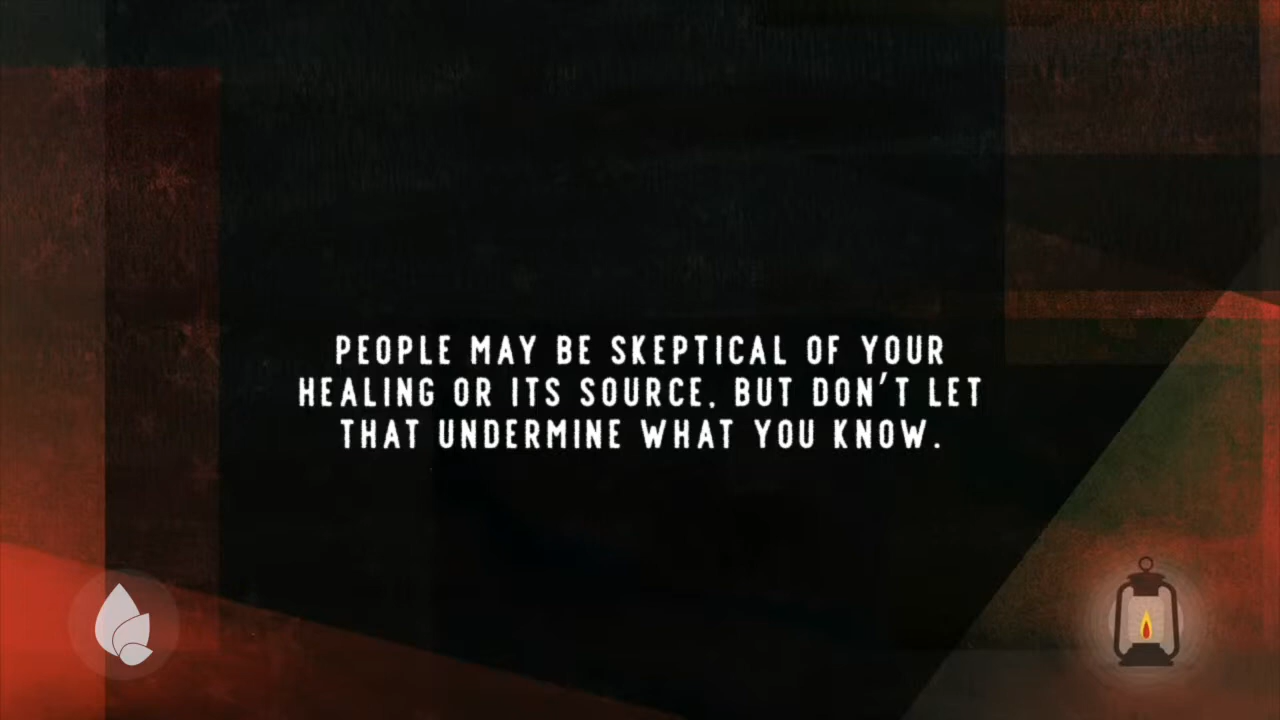 PEOPLE MAY BE SKEPTICAL OF YOUR
HEALING OR ITS SOURCE, BUT DON'T LET
THAT UNDERMINE WHAT YOU KNOW.